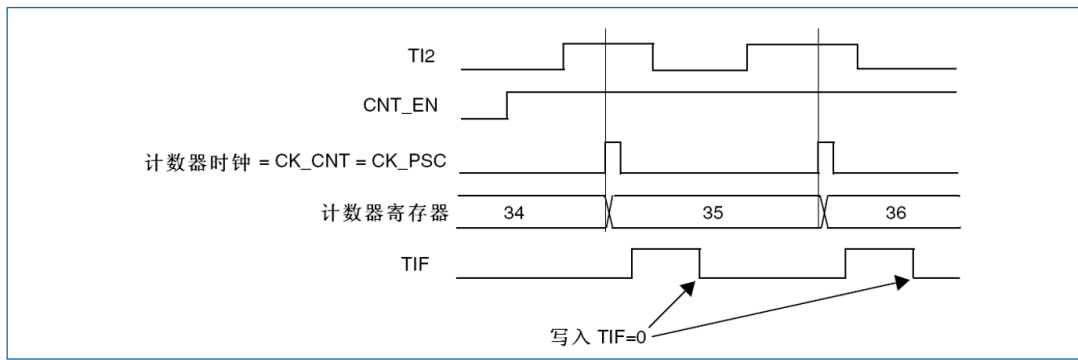 TI2
CNT_EN
计数器时钟 = CK_CNT = CK_PSC
计数器寄存器 34 35 36
TIF
写入 TIF=0